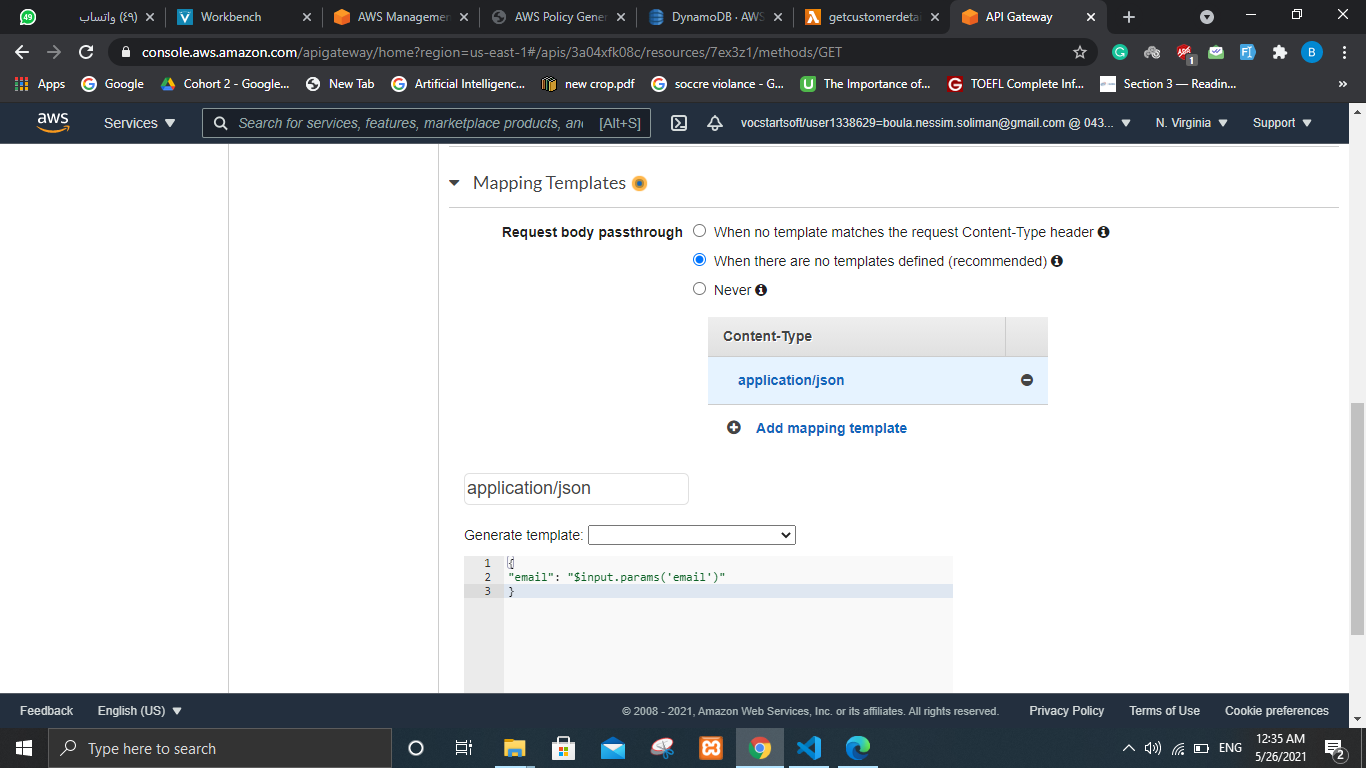 49
(٤٩) واتساب
Workbench
AWS Managemen
AWS Policy Gener
DynamoDB · AWS
getcustomerdetai
API Gateway
console.aws.amazon.com/apigateway/home?region=us-east-1#/apis/3a04xfk08c/resources/7ex3z1/methods/GET
1
B
Apps
Google
Cohort 2 - Google...
New Tab
Artificial Intelligenc...
new crop.pdf
soccre violance - G...
The Importance of...
TOEFL Complete Inf...
Section 3 — Readin...
»
aws
Services
Search for services, features, marketplace products, an
[Alt+S]
vocstartsoft/user1338629=boula.nessim.soliman@gmail.com @ 043...
N. Virginia
Support
Mapping Templates
Request body passthrough
When no template matches the request Content-Type header
When there are no templates defined (recommended)
Never
Content-Type
application/json
Add mapping template
application/json
Generate template:
1 {
2 "email": "$input.params('email')"
3 }
Feedback
English (US)
© 2008 - 2021, Amazon Web Services, Inc. or its affiliates. All rights reserved.
Privacy Policy
Terms of Use
Cookie preferences
Type here to search
ENG
12:35 AM
5/26/2021
2